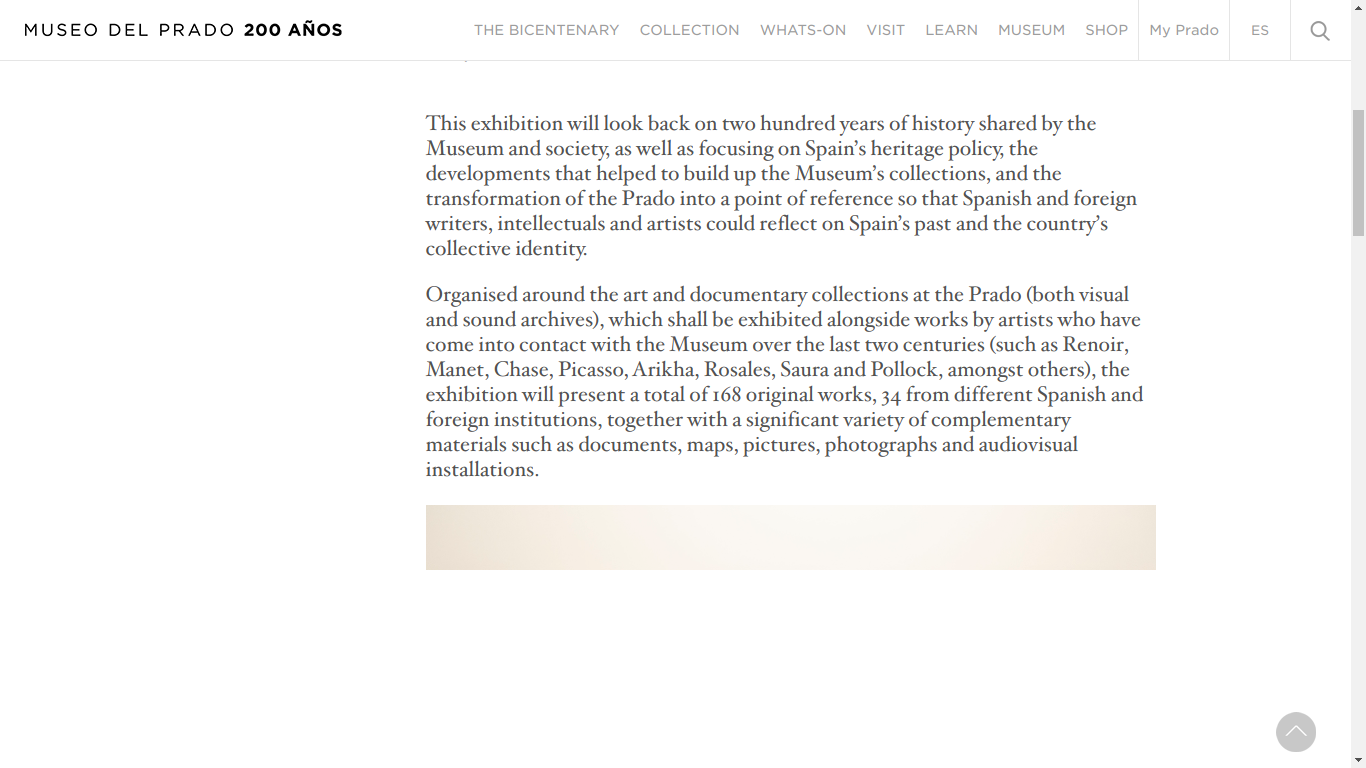 MUSEO DEL PRADO 200 AÑOS
THE BICENTENARY COLLECTION WHATS-ON VISIT LEARN MUSEUM SHOP My Prado ES
This exhibition will look back on two hundred years of history shared by the
Museum and society, as well as focusing on Spain’s heritage policy, the
developments that helped to build up the Museum’s collections, and the
transformation of the Prado into a point of reference so that Spanish and foreign
writers, intellectuals and artists could reflect on Spain’s past and the country’s
collective identity.
Organised around the art and documentary collections at the Prado (both visual
and sound archives), which shall be exhibited alongside works by artists who have
come into contact with the Museum over the last two centuries (such as Renoir,
Manet, Chase, Picasso, Arikha, Rosales, Saura and Pollock, amongst others), the
exhibition will present a total of 168 original works, 34 from different Spanish and
foreign institutions, together with a significant variety of complementary
materials such as documents, maps, pictures, photographs and audiovisual
installations.